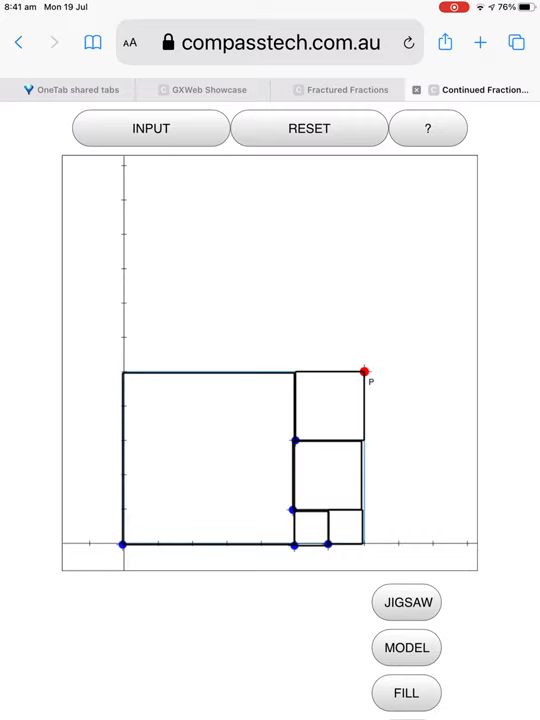 8:41 am Mon 19 Jul
76%
AA compasstech.com.au
OneTab shared tabs
GXWeb Showcase
Fractured Fractions
Continued Fraction...
INPUT
RESET
?
P
JIGSAW
MODEL
FILL